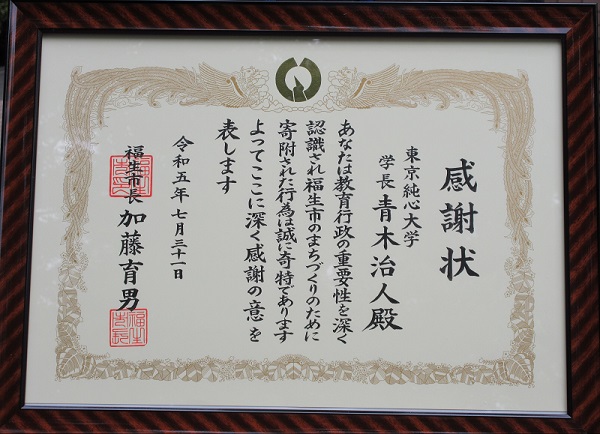 感謝状
東京純心大学
学長 青木治人殿
あなたは教育行政の重要性を深く
認識され福生市のまちづくりのために
寄附された行為は誠に奇特であります
よってここに深く感謝の意を
表します
令和五年七月三十一日
福生市長 加藤育男